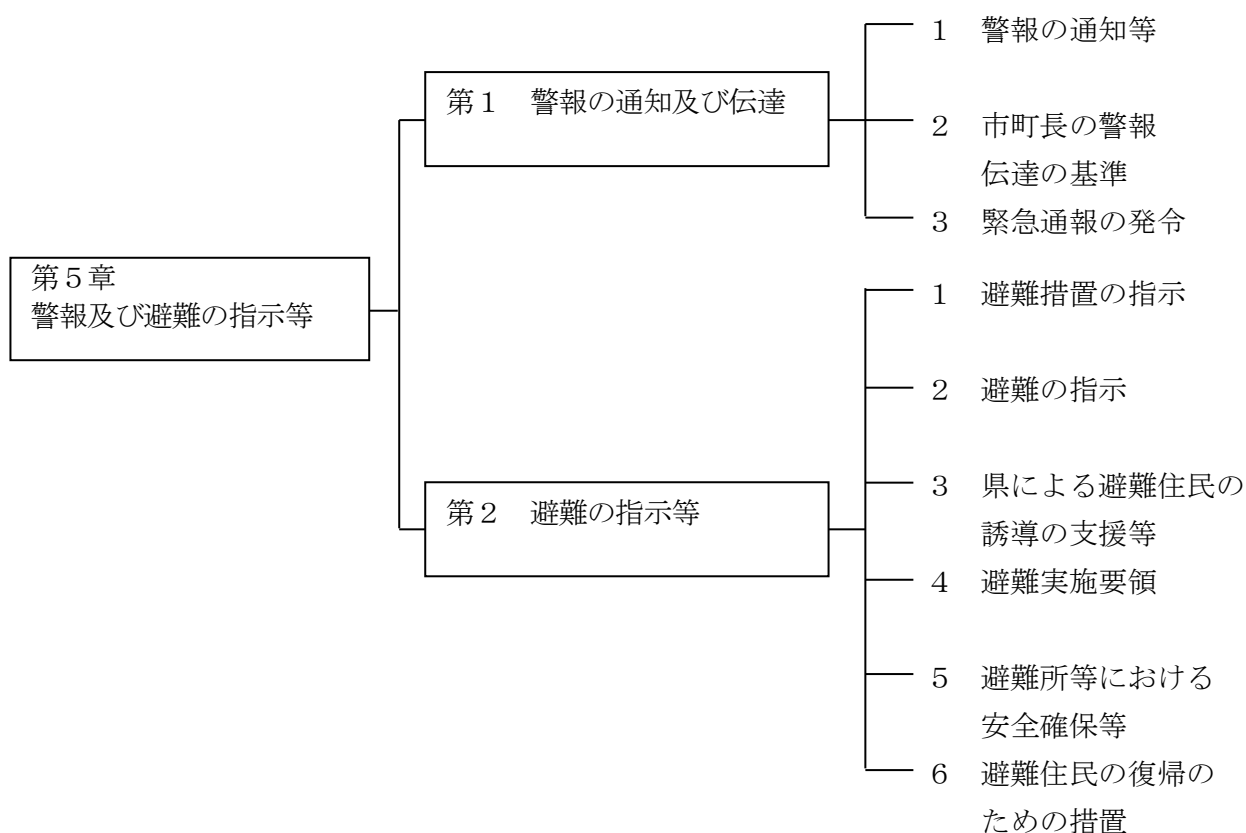 第５章
警報及び避難の指示等
第１　警報の通知及び伝達
１　警報の通知等
２　市町長の警報
伝達の基準
３　緊急通報の発令
第２　避難の指示等
１　避難措置の指示
２　避難の指示
３　県による避難住民の
誘導の支援等
４　避難実施要領
５　避難所等における
安全確保等
６　避難住民の復帰の
ための措置